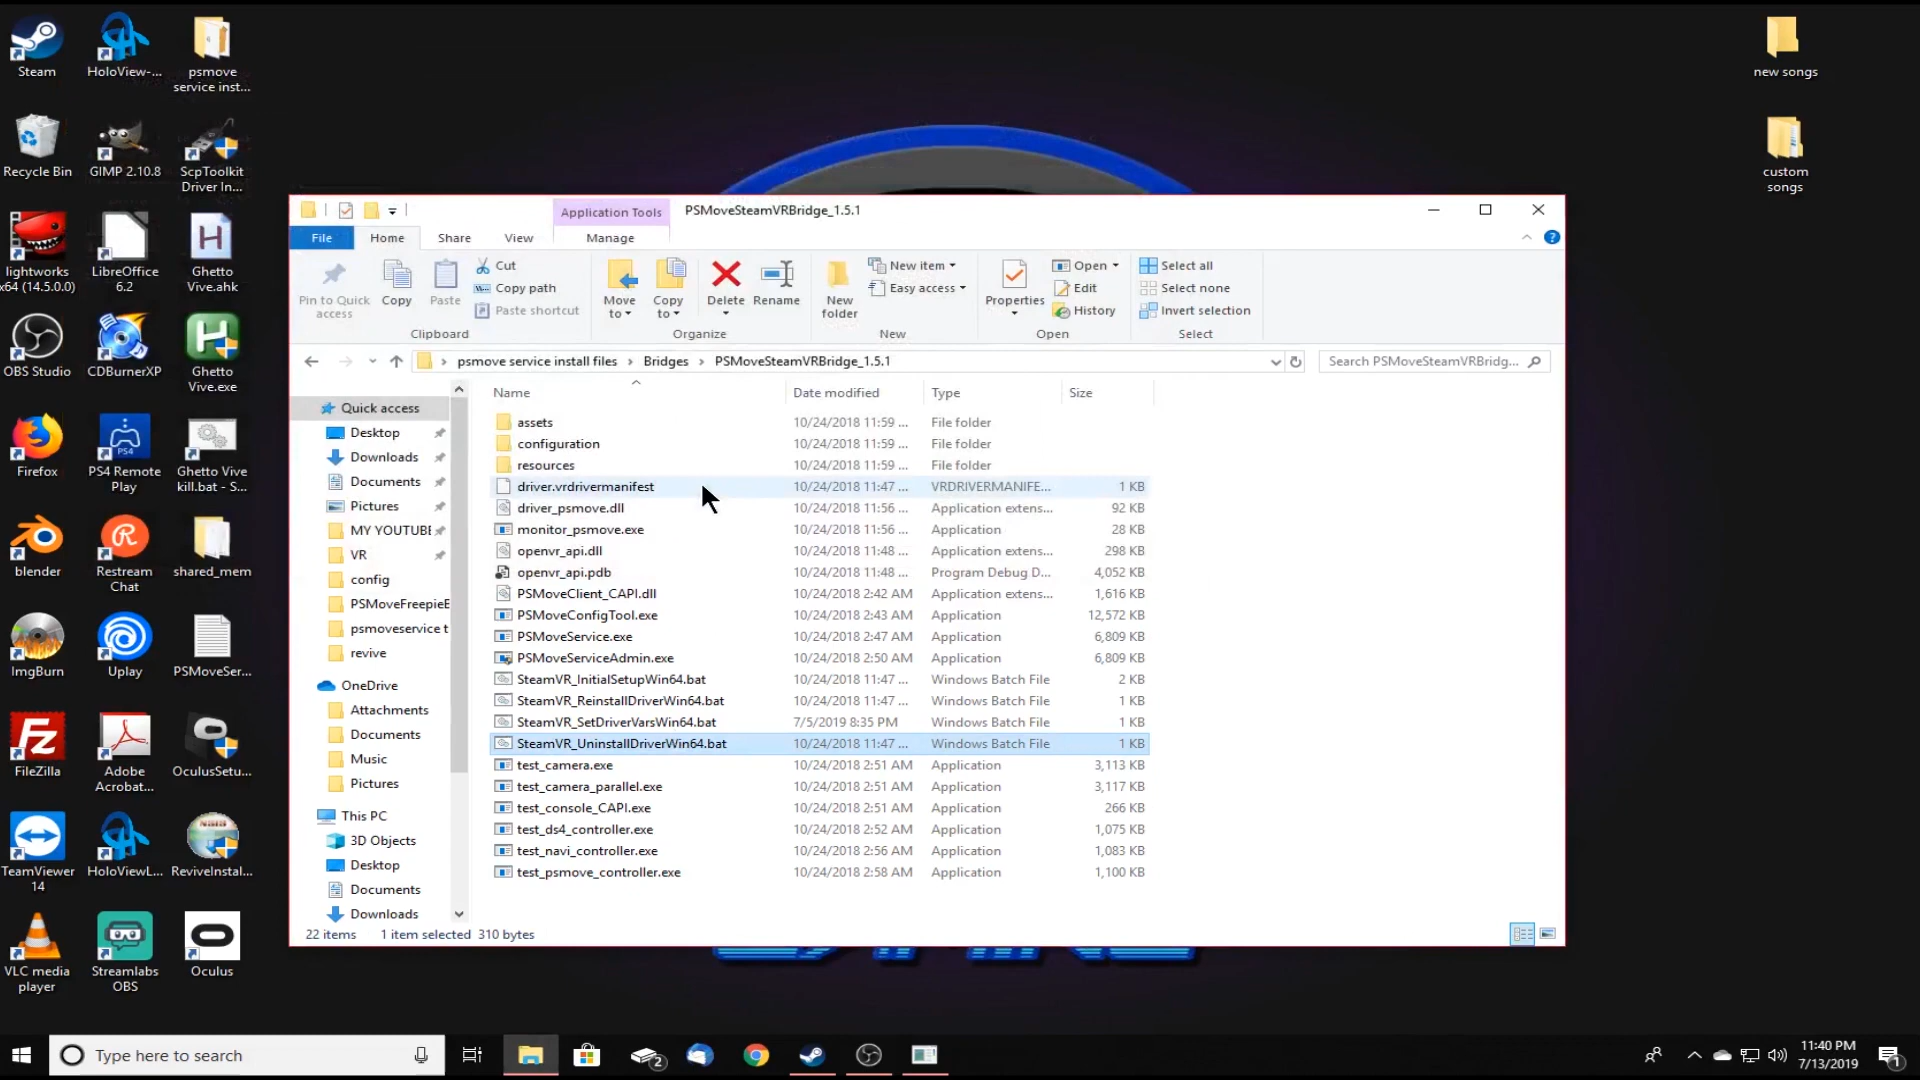 Steam
HoloView-...
psmove
service inst...
Recycle Bin
GIMP 2.10.8
ScpToolkit
Driver In...
lightworks
x64 (14.5.0.0)
LibreOffice
6.2
Ghetto
Vive.ahk
OBS Studio
CDBurnerXP
Ghetto
Vive.exe
Firefox
PS4 Remote
Play
Ghetto Vive
kill.bat - S...
blender
Restream
Chat
shared_mem
ImgBurn
Uplay
PSMoveSer...
FileZilla
Adobe
Acrobat...
OculusSetu...
TeamViewer
14
HoloViewL...
ReviveInstal...
VLC media
player
Streamlabs
OBS
Oculus
new songs
custom
songs
Application Tools
PSMoveSteamVRBridge_1.5.1
File
Home
Share
View
Manage
Pin to Quick
access
Copy
Paste
Cut
Copy path
Paste shortcut
Clipboard
Move
to
Copy
to
Delete
Rename
Organize
New
folder
New item
Easy access
New
Properties
Open
Edit
History
Open
Select all
Select none
Invert selection
Select
psmove service install files > Bridges > PSMoveSteamVRBridge_1.5.1
Search PSMoveSteamVRBridg...
Quick access
Desktop
Downloads
Documents
Pictures
MY YOUTUBE
VR
config
PSMoveFreepieB
psmoveservice t
revive
OneDrive
Attachments
Documents
Music
Pictures
This PC
3D Objects
Desktop
Documents
Downloads
Name Date modified Type Size
assets 10/24/2018 11:59 ... File folder
configuration 10/24/2018 11:59 ... File folder
resources 10/24/2018 11:59 ... File folder
driver.vrdrivermanifest 10/24/2018 11:47 ... VRDRIVERMANIFE... 1 KB
driver_psmove.dll 10/24/2018 11:56 ... Application extens... 92 KB
monitor_psmove.exe 10/24/2018 11:56 ... Application 28 KB
openvr_api.dll 10/24/2018 11:48 ... Application extens... 298 KB
openvr_api.pdb 10/24/2018 11:48 ... Program Debug D... 4,052 KB
PSMoveClient_CAPI.dll 10/24/2018 2:42 AM Application extens... 1,616 KB
PSMoveConfigTool.exe 10/24/2018 2:43 AM Application 12,572 KB
PSMoveService.exe 10/24/2018 2:47 AM Application 6,809 KB
PSMoveServiceAdmin.exe 10/24/2018 2:50 AM Application 6,809 KB
SteamVR_InitialSetupWin64.bat 10/24/2018 11:47 ... Windows Batch File 2 KB
SteamVR_ReinstallDriverWin64.bat 10/24/2018 11:47 ... Windows Batch File 1 KB
SteamVR_SetDriverVarsWin64.bat 7/5/2019 8:35 PM Windows Batch File 1 KB
SteamVR_UninstallDriverWin64.bat 10/24/2018 11:47 ... Windows Batch File 1 KB
test_camera.exe 10/24/2018 2:51 AM Application 3,113 KB
test_camera_parallel.exe 10/24/2018 2:51 AM Application 3,117 KB
test_console_CAPI.exe 10/24/2018 2:51 AM Application 266 KB
test_ds4_controller.exe 10/24/2018 2:52 AM Application 1,075 KB
test_navi_controller.exe 10/24/2018 2:56 AM Application 1,083 KB
test_psmove_controller.exe 10/24/2018 2:58 AM Application 1,100 KB
22 items 1 item selected 310 bytes
Type here to search
2
11:40 PM
7/13/2019
1